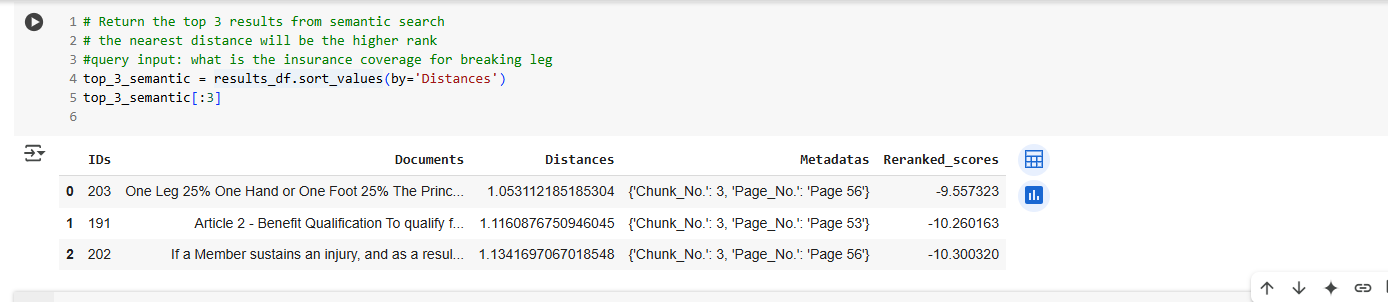 1 # Return the top 3 results from semantic search
2 # the nearest distance will be the higher rank
3 #query input: what is the insurance coverage for breaking leg
4 top_3_semantic = results_df.sort_values(by='Distances')
5 top_3_semantic[:3]
6
IDs Documents Distances Metadatas Reranked_scores
0 203 One Leg 25% One Hand or One Foot 25% The Princ... 1.053112185185304 {'Chunk_No.': 3, 'Page_No.': 'Page 56'} -9.557323
1 191 Article 2 - Benefit Qualification To qualify f... 1.1160876750946045 {'Chunk_No.': 3, 'Page_No.': 'Page 53'} -10.260163
2 202 If a Member sustains an injury, and as a resul... 1.1341697067018548 {'Chunk_No.': 3, 'Page_No.': 'Page 56'} -10.300320